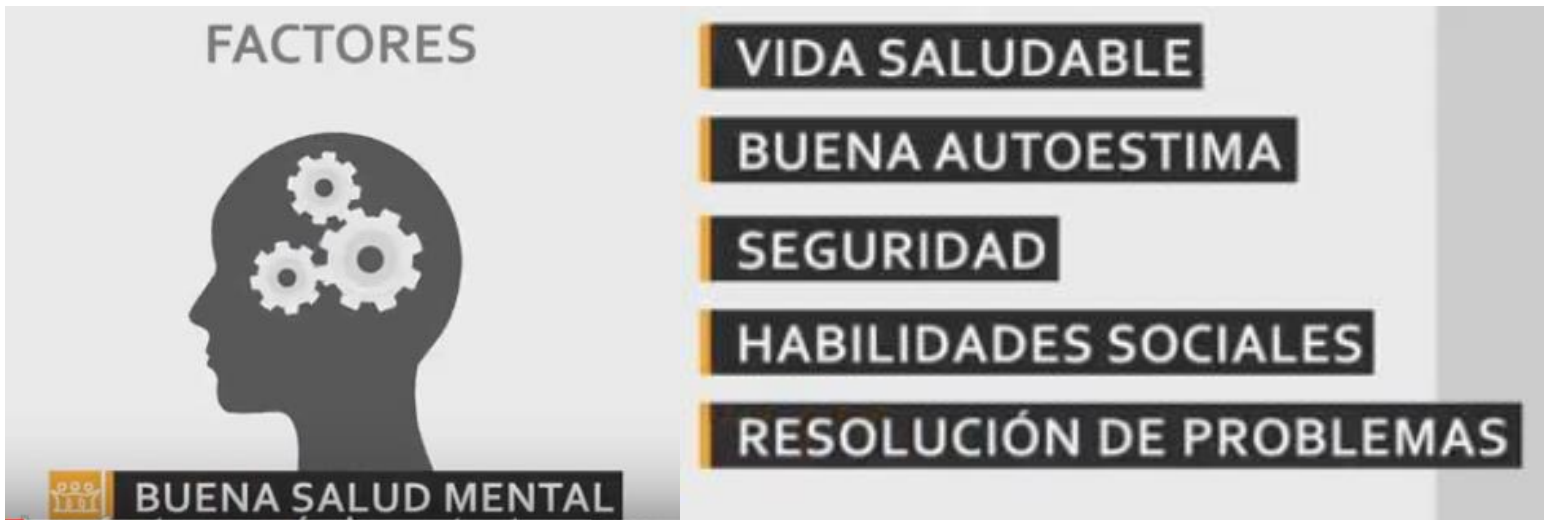 FACTORES
BUENA SALUD MENTAL
VIDA SALUDABLE
BUENA AUTOESTIMA
SEGURIDAD
HABILIDADES SOCIALES
RESOLUCIÓN DE PROBLEMAS